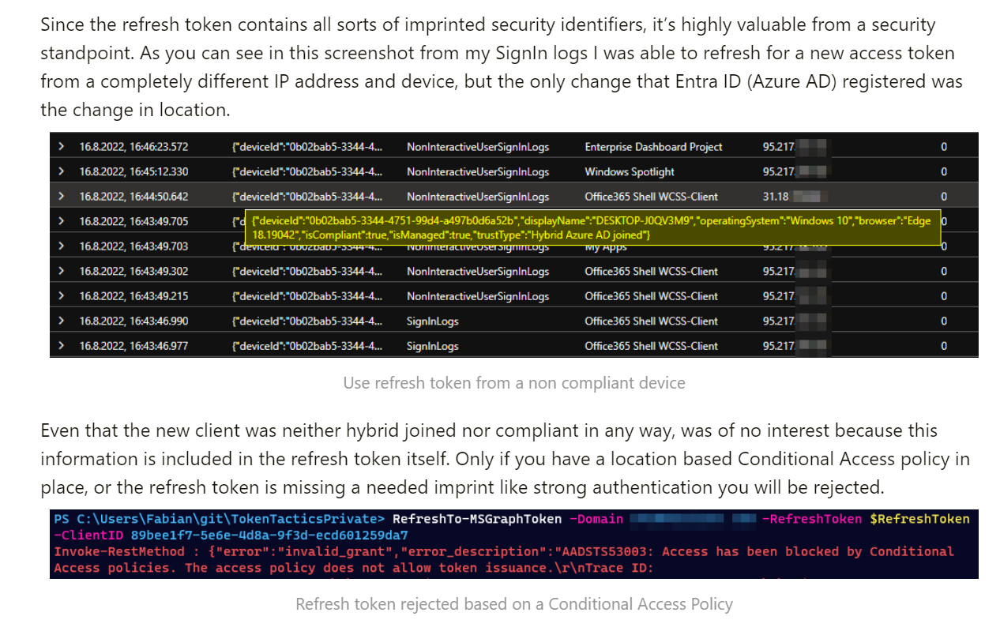 Since the refresh token contains all sorts of imprinted security identifiers, it’s highly valuable from a security
standpoint. As you can see in this screenshot from my SignIn logs I was able to refresh for a new access token
from a completely different IP address and device, but the only change that Entra ID (Azure AD) registered was
the change in location.
> 16.8.2022, 16:46:23.572 {"deviceId":"0b02bab5-3344-4... NonInteractiveUserSignInLogs Enterprise Dashboard Project 95.217. 0
> 16.8.2022, 16:45:12.330 {"deviceId":"0b02bab5-3344-4... NonInteractiveUserSignInLogs Windows Spotlight 95.217. 0
> 16.8.2022, 16:44:50.642 {"deviceId":"0b02bab5-3344-4... NonInteractiveUserSignInLogs Office365 Shell WCSS-Client 31.18 0
> 16.8.2022, 16:43:49.705 {"d 0
{"deviceId":"0b02bab5-3344-4751-99d4-a497b0d6a52b","displayName":"DESKTOP-J0QV3M9","operatingSystem":"Windows 10","browser":"Edge
18.19042","isCompliant":true,"isManaged":true,"trustType":"Hybrid Azure AD joined"}
> 16.8.2022, 16:43:49.703 {"deviceId":"0b02bab5-3344-4... NonInteractiveUserSignInLogs My Apps 95.217. 0
> 16.8.2022, 16:43:49.302 {"deviceId":"0b02bab5-3344-4... NonInteractiveUserSignInLogs Office365 Shell WCSS-Client 95.217. 0
> 16.8.2022, 16:43:49.215 {"deviceId":"0b02bab5-3344-4... NonInteractiveUserSignInLogs Office365 Shell WCSS-Client 95.217. 0
> 16.8.2022, 16:43:46.990 {"deviceId":"0b02bab5-3344-4... SignInLogs Office365 Shell WCSS-Client 95.217. 0
> 16.8.2022, 16:43:46.977 {"deviceId":"0b02bab5-3344-4... SignInLogs Office365 Shell WCSS-Client 95.217. 0
Use refresh token from a non compliant device
Even that the new client was neither hybrid joined nor compliant in any way, was of no interest because this
information is included in the refresh token itself. Only if you have a location based Conditional Access policy in
place, or the refresh token is missing a needed imprint like strong authentication you will be rejected.
PS C:\Users\Fabian\git\TokenTacticsPrivate> RefreshTo-MSGraphToken -Domain -RefreshToken $RefreshToken
-ClientID 89bee1f7-5e6e-4d8a-9f3d-ecd601259da7
Invoke-RestMethod : {"error":"invalid_grant","error_description":"AADSTS53003: Access has been blocked by Conditional
Access policies. The access policy does not allow token issuance.\r\nTrace ID:
Refresh token rejected based on a Conditional Access Policy